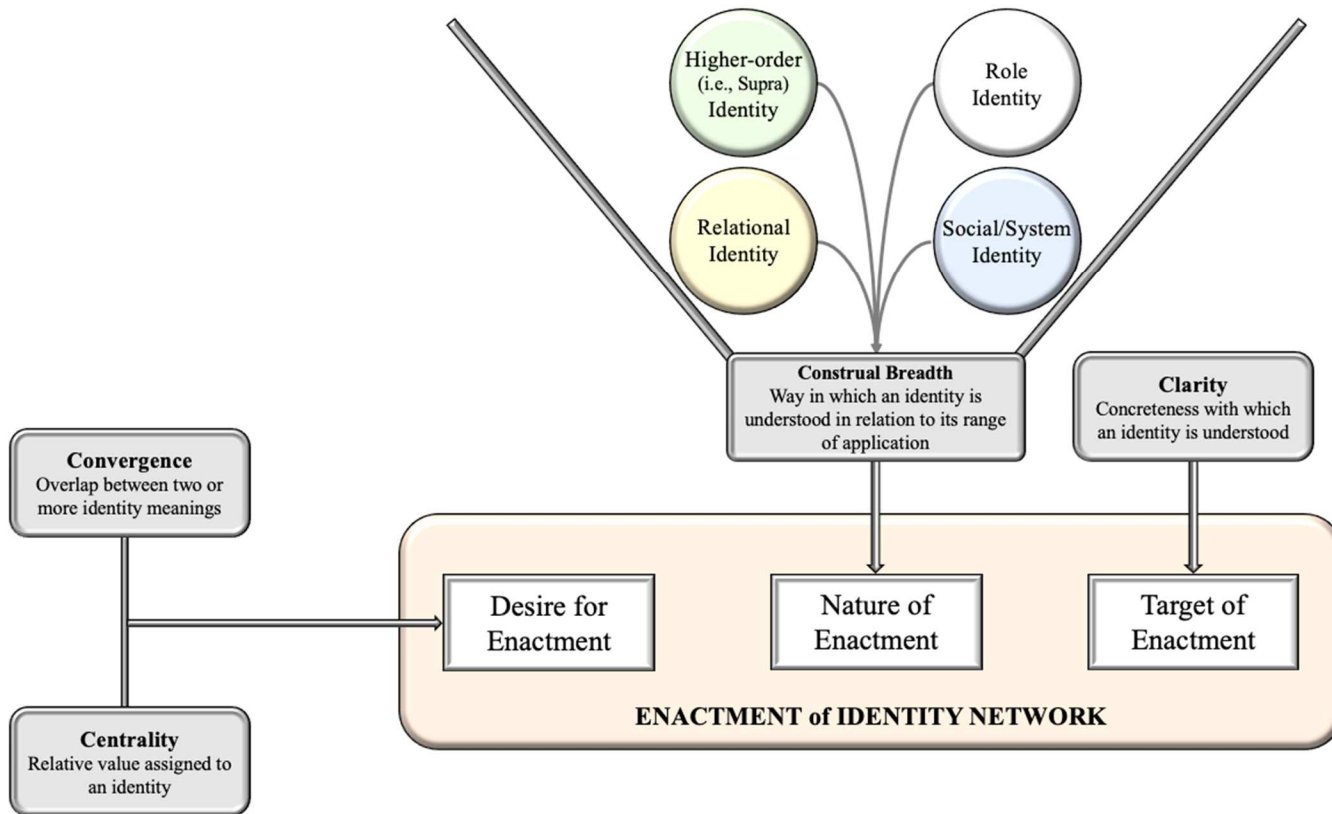 Higher-order
(i.e., Supra)
Identity
Role
Identity
Relational
Identity
Social/System
Identity
Construal Breadth
Way in which an identity is
understood in relation to its range
of application
Clarity
Concreteness with which
an identity is understood
Convergence
Overlap between two or
more identity meanings
Desire for
Enactment
Nature of
Enactment
Target of
Enactment
ENACTMENT of IDENTITY NETWORK
Centrality
Relative value assigned to
an identity